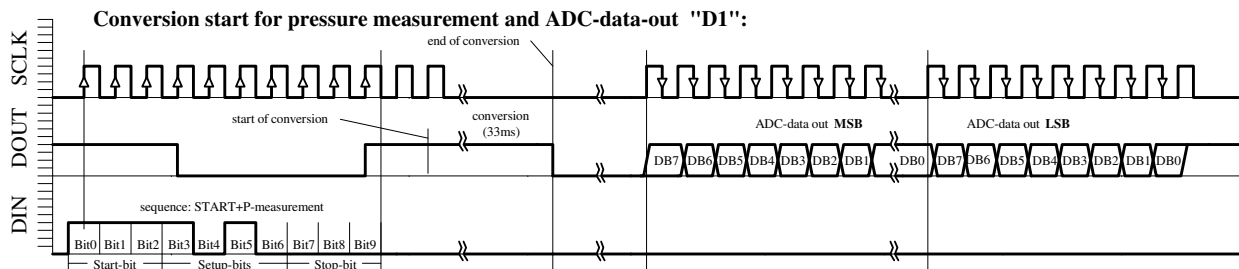 Conversion start for pressure measurement and ADC-data-out "D1":
end of conversion
SCLK
start of conversion
conversion
(33ms)
ADC-data out MSB
ADC-data out LSB
DOUT
DB7 DB6 DB5 DB4 DB3 DB2 DB1 DB0 DB7 DB6 DB5 DB4 DB3 DB2 DB1 DB0
DIN
sequence: START+P-measurement
Bit0 Bit1 Bit2 Bit3 Bit4 Bit5 Bit6 Bit7 Bit8 Bit9
Start-bit Setup-bits Stop-bit